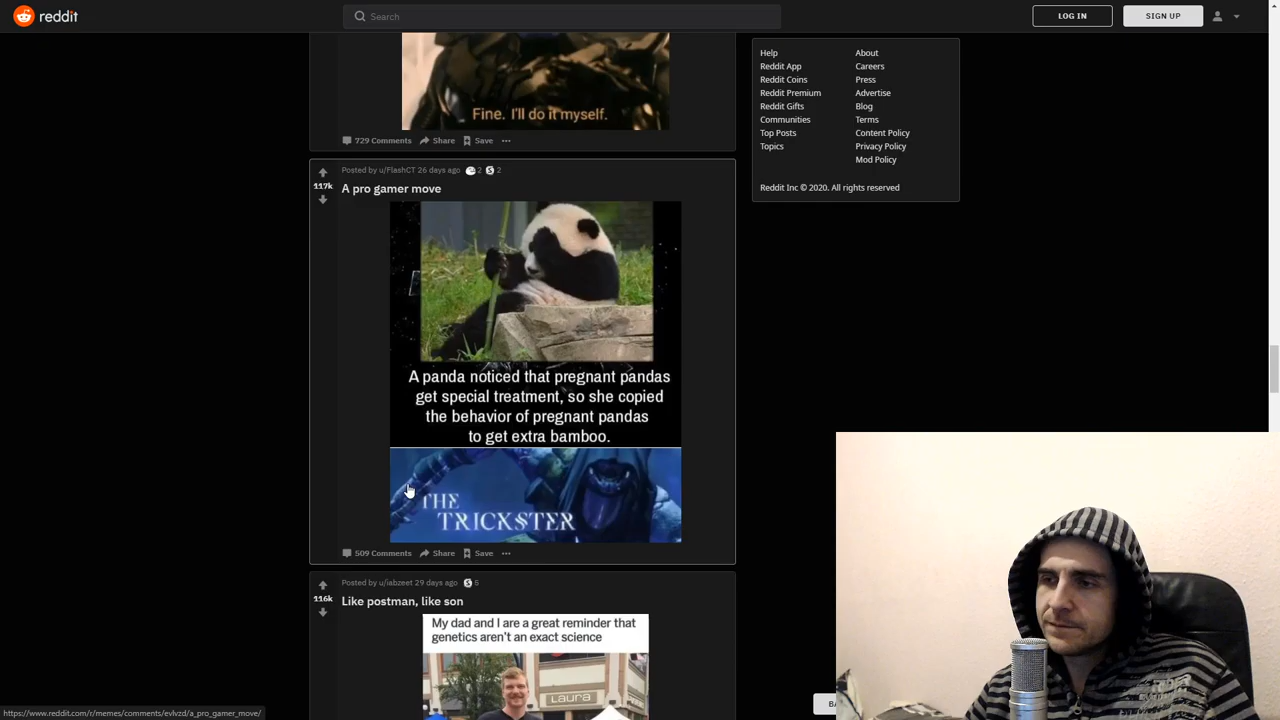 reddit
Search
LOG IN
SIGN UP
Fine. I'll do it myself.
729 Comments
Share
Save
Posted by u/FlashCT 26 days ago
2
2
117k
A pro gamer move
A panda noticed that pregnant pandas
get special treatment, so she copied
the behavior of pregnant pandas
to get extra bamboo.
THE
TRICKSTER
509 Comments
Share
Save
Posted by u/iabzeet 29 days ago
5
116k
Like postman, like son
My dad and I are a great reminder that
genetics aren't an exact science
LAURA
Help
About
Reddit App
Careers
Reddit Coins
Press
Reddit Premium
Advertise
Reddit Gifts
Blog
Communities
Terms
Top Posts
Content Policy
Topics
Privacy Policy
Mod Policy
Reddit Inc © 2020. All rights reserved
https://www.reddit.com/r/memes/comments/evlvzd/a_pro_gamer_move/